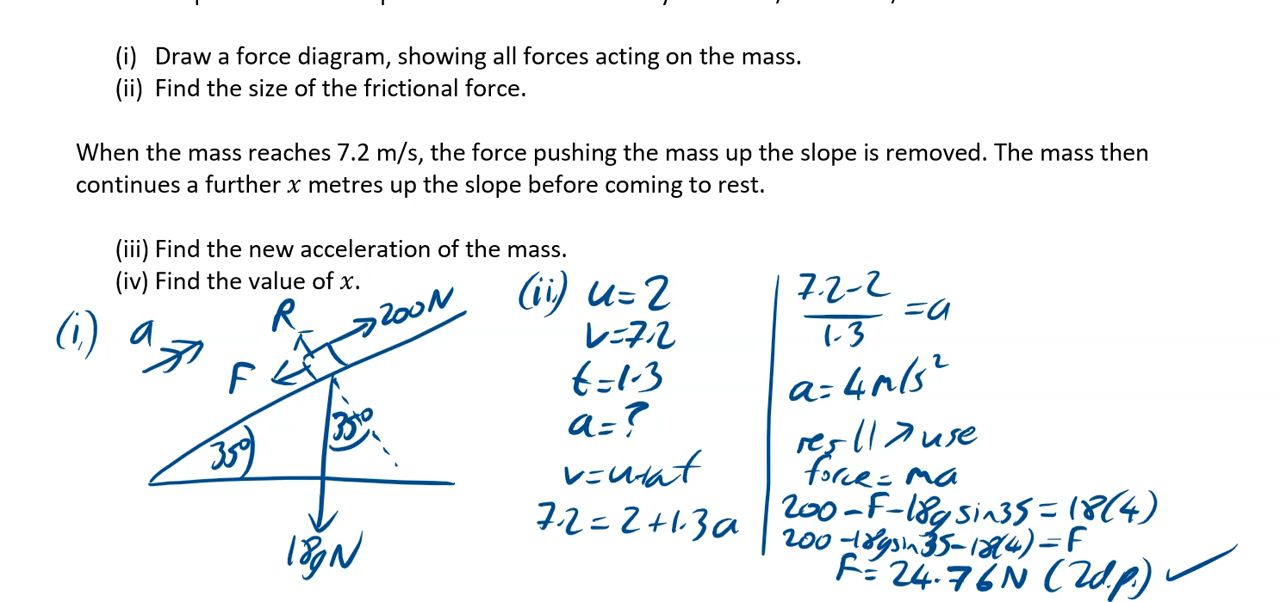 (i) Draw a force diagram, showing all forces acting on the mass.
(ii) Find the size of the frictional force.
When the mass reaches 7.2 m/s, the force pushing the mass up the slope is removed. The mass then
continues a further x metres up the slope before coming to rest.
(iii) Find the new acceleration of the mass.
(iv) Find the value of x.
(i) a
R
200N
F
35°
35°
18gN
(ii) u=2
v=7.2
t=1.3
a=?
v=u+at
7.2=2+1.3a
7.2-2
/1.3 =a
a=4m/s²
res || ↗ use
force = ma
200-F-18gsin35=18(4)
200-18gsin35-18(4)=F
F=24.76N (2d.p.) ✓